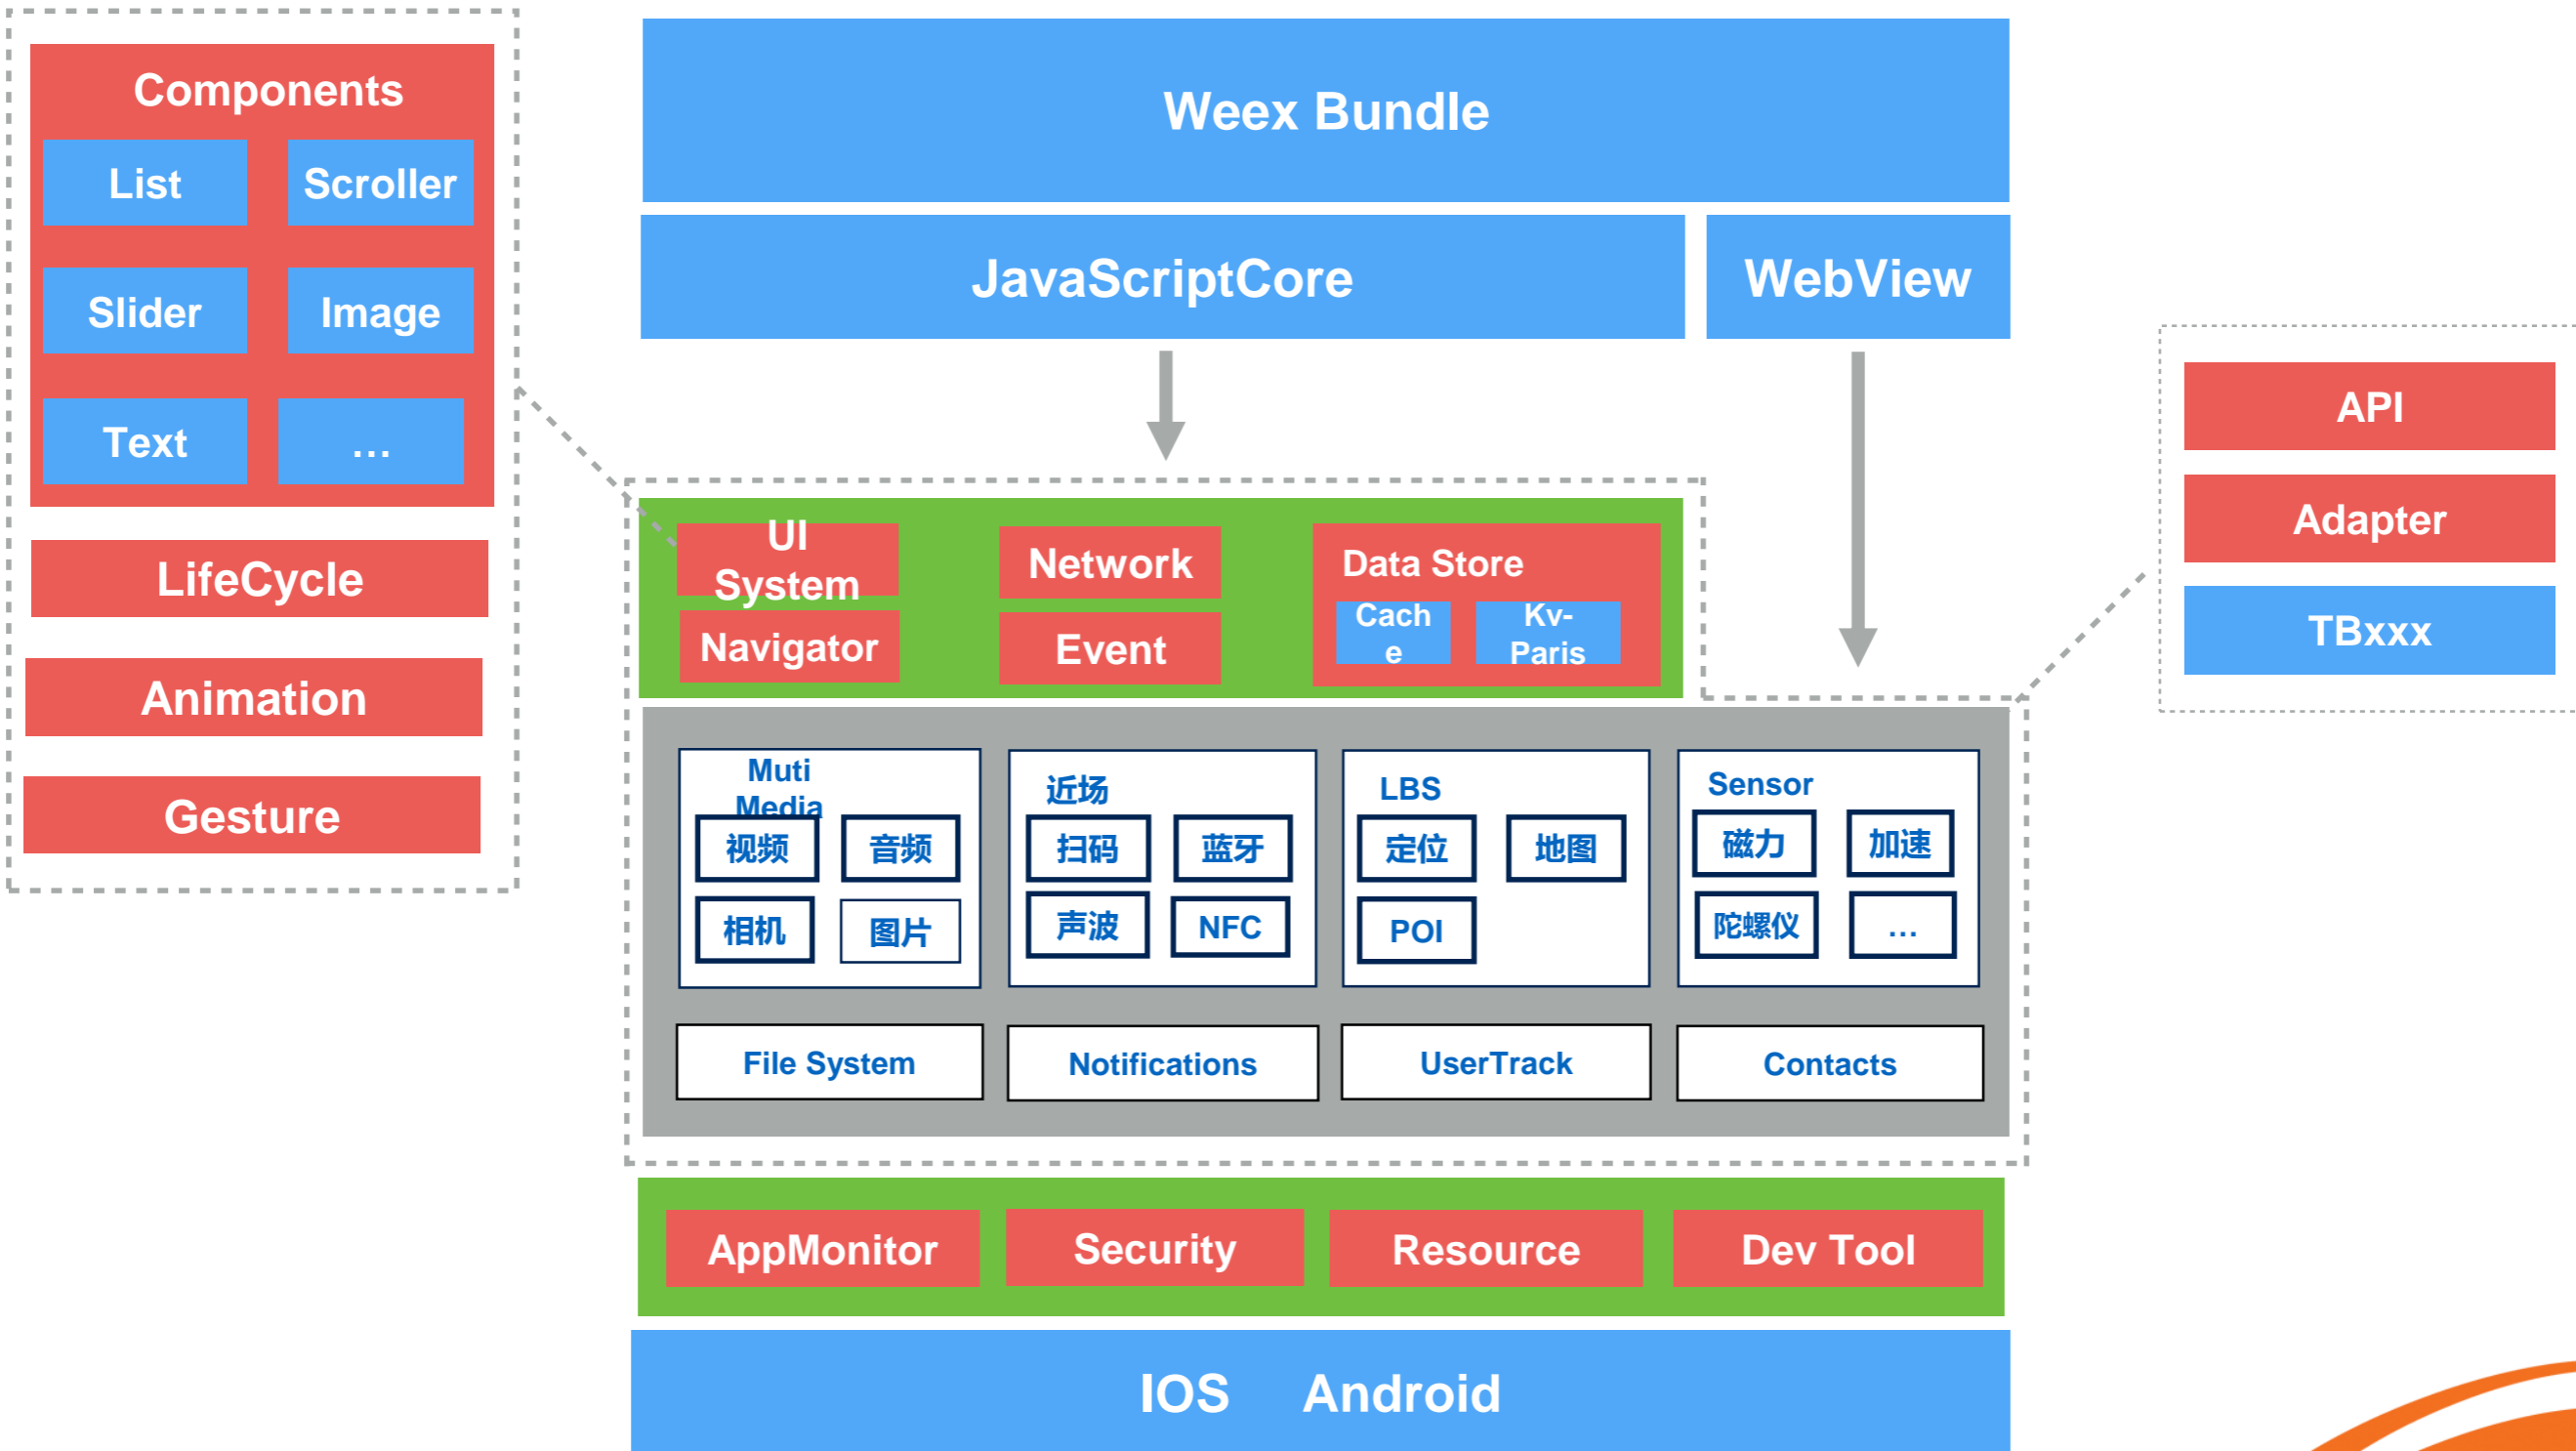 Components
List
Scroller
Slider
Image
Text
...
LifeCycle
Animation
Gesture
Weex Bundle
JavaScriptCore
WebView
UI
System
Navigator
Network
Event
Data Store
Cach
e
Kv-
Paris
API
Adapter
TBxxx
Muti
Media
视频
音频
相机
图片
近场
扫码
蓝牙
声波
NFC
LBS
定位
地图
POI
Sensor
磁力
加速
陀螺仪
...
File System
Notifications
UserTrack
Contacts
AppMonitor
Security
Resource
Dev Tool
IOS Android